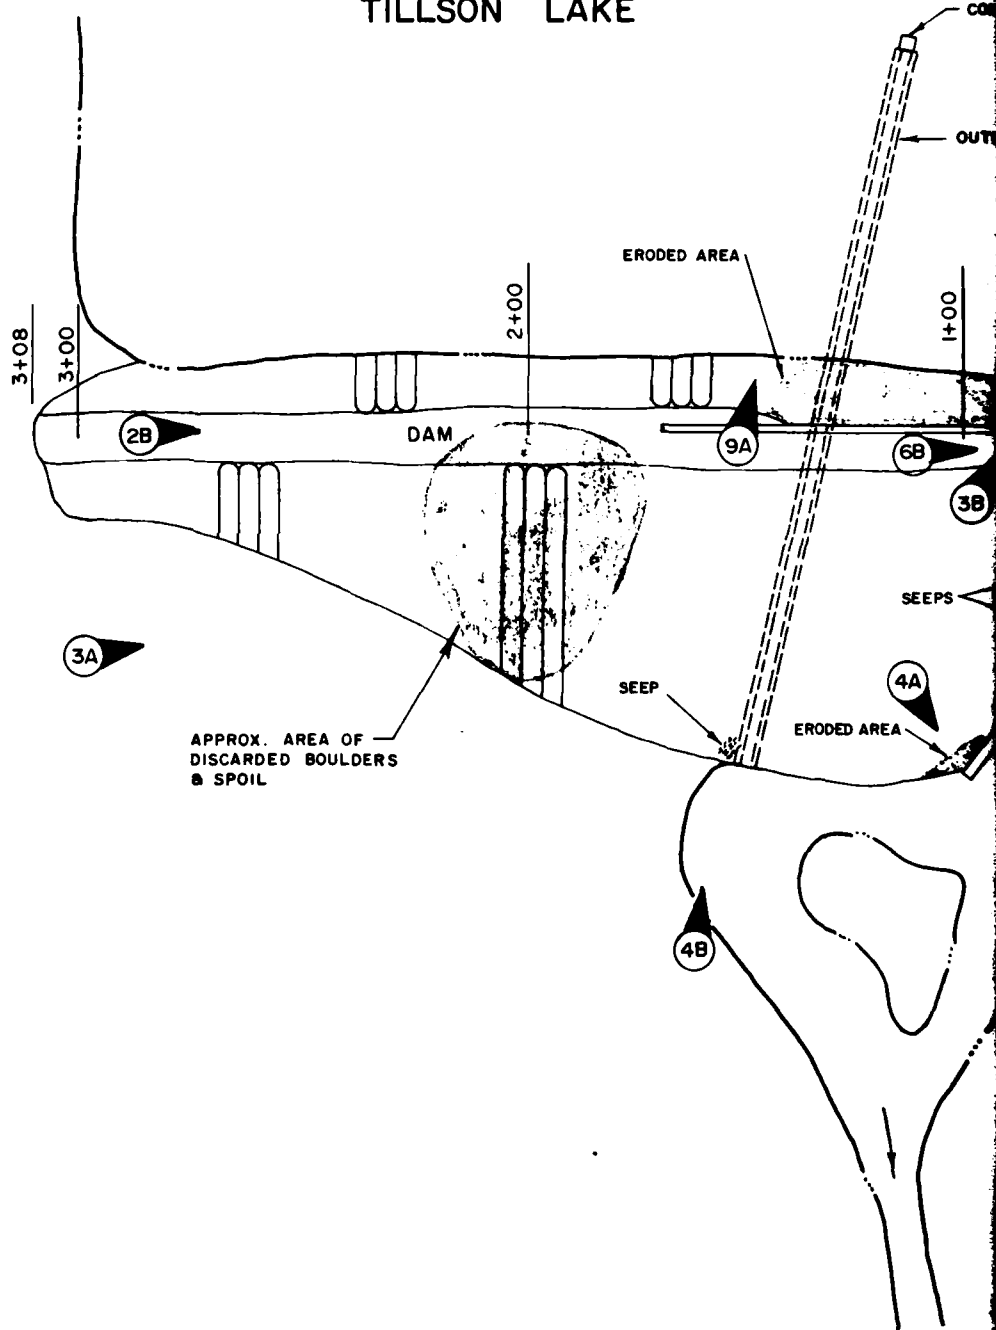 TILLSON LAKE
ERODED AREA
3+08
3+00
2+00
1+00
2B
DAM
9A
6B
3B
SEEPS
3A
SEEP
4A
ERODED AREA
APPROX. AREA OF
DISCARDED BOULDERS
& SPOIL
4B